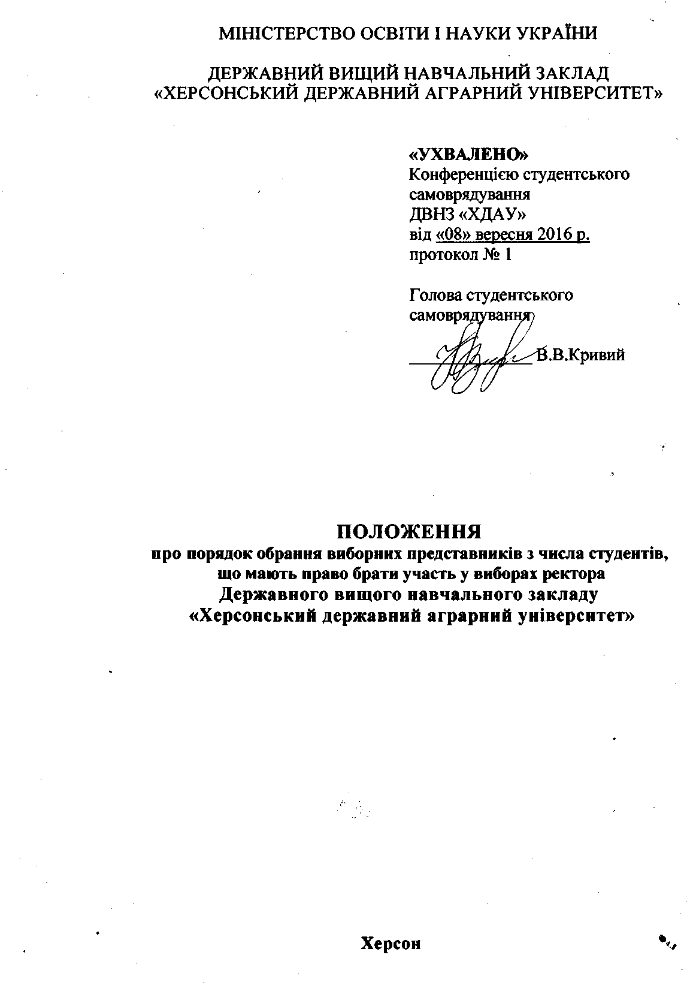 МІНІСТЕРСТВО ОСВІТИ І НАУКИ УКРАЇНИ
ДЕРЖАВНИЙ ВИЩИЙ НАВЧАЛЬНИЙ ЗАКЛАД
«ХЕРСОНСЬКИЙ ДЕРЖАВНИЙ АГРАРНИЙ УНІВЕРСИТЕТ»
«УХВАЛЕНО»
Конференцією студентського
самоврядування
ДВНЗ «ХДАУ»
від «08» вересня 2016 р.
протокол № 1
Голова студентського
самоврядування
В.В.Кривий
ПОЛОЖЕННЯ
про порядок обрання виборних представників з числа студентів,
що мають право брати участь у виборах ректора
Державного вищого навчального закладу
«Херсонський державний аграрний університет»
Херсон